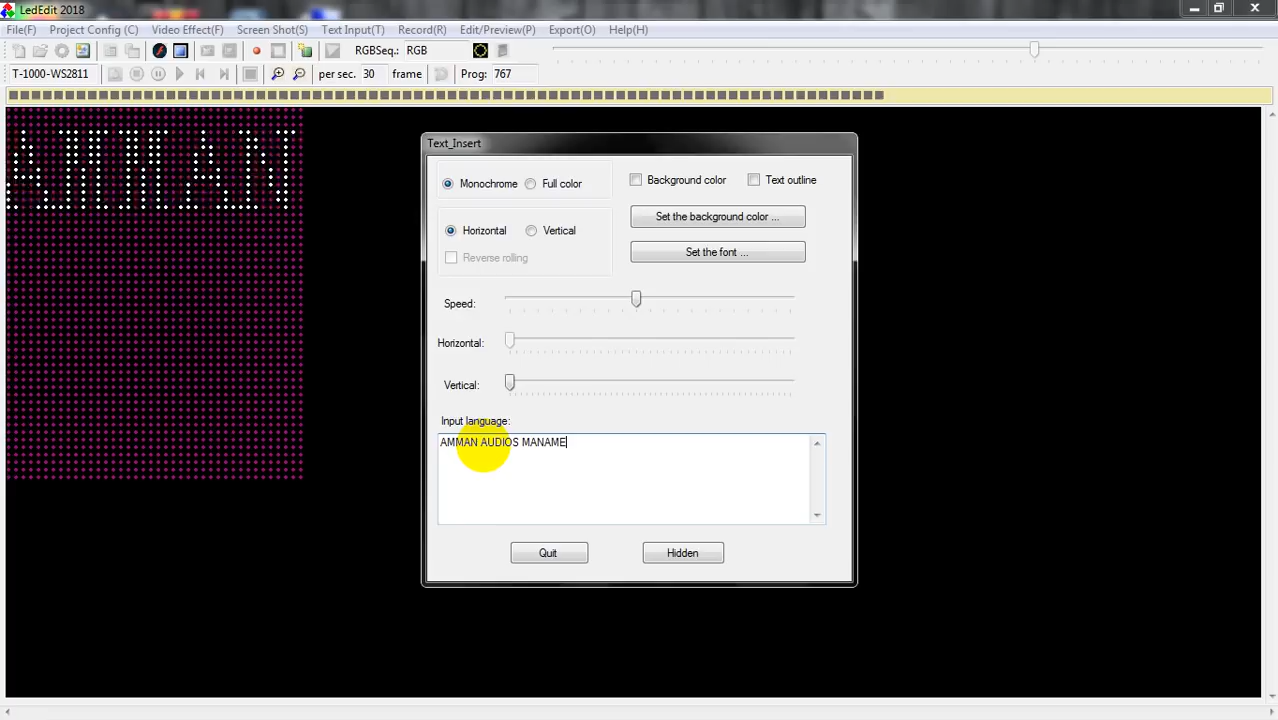 LedEdit 2018
File(F) Project Config (C) Video Effect(F) Screen Shot(S) Text Input(T) Record(R) Edit/Preview(P) Export(O) Help(H)
RGBSeq.: RGB
T-1000-WS2811 per sec. 30 frame Prog: 767
AMMAN
Text_Insert
Monochrome Full color Background color Text outline
Set the background color ...
Horizontal Vertical
Set the font ...
Reverse rolling
Speed:
Horizontal:
Vertical:
Input language:
AMMAN AUDIOS MANAME
Quit Hidden